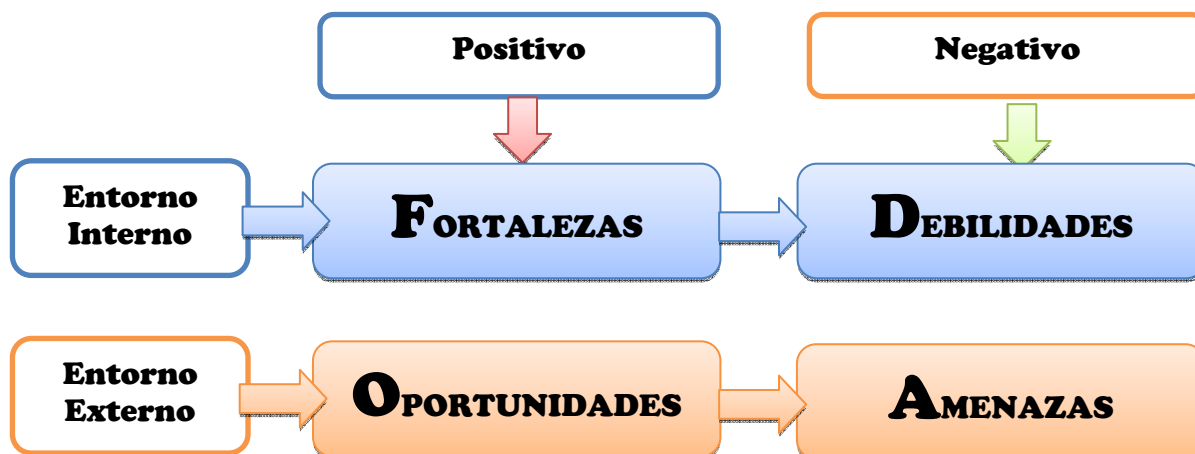 Positivo
Negativo
Entorno
Interno
FORTALEZAS
DEBILIDADES
Entorno
Externo
OPORTUNIDADES
AMENAZAS